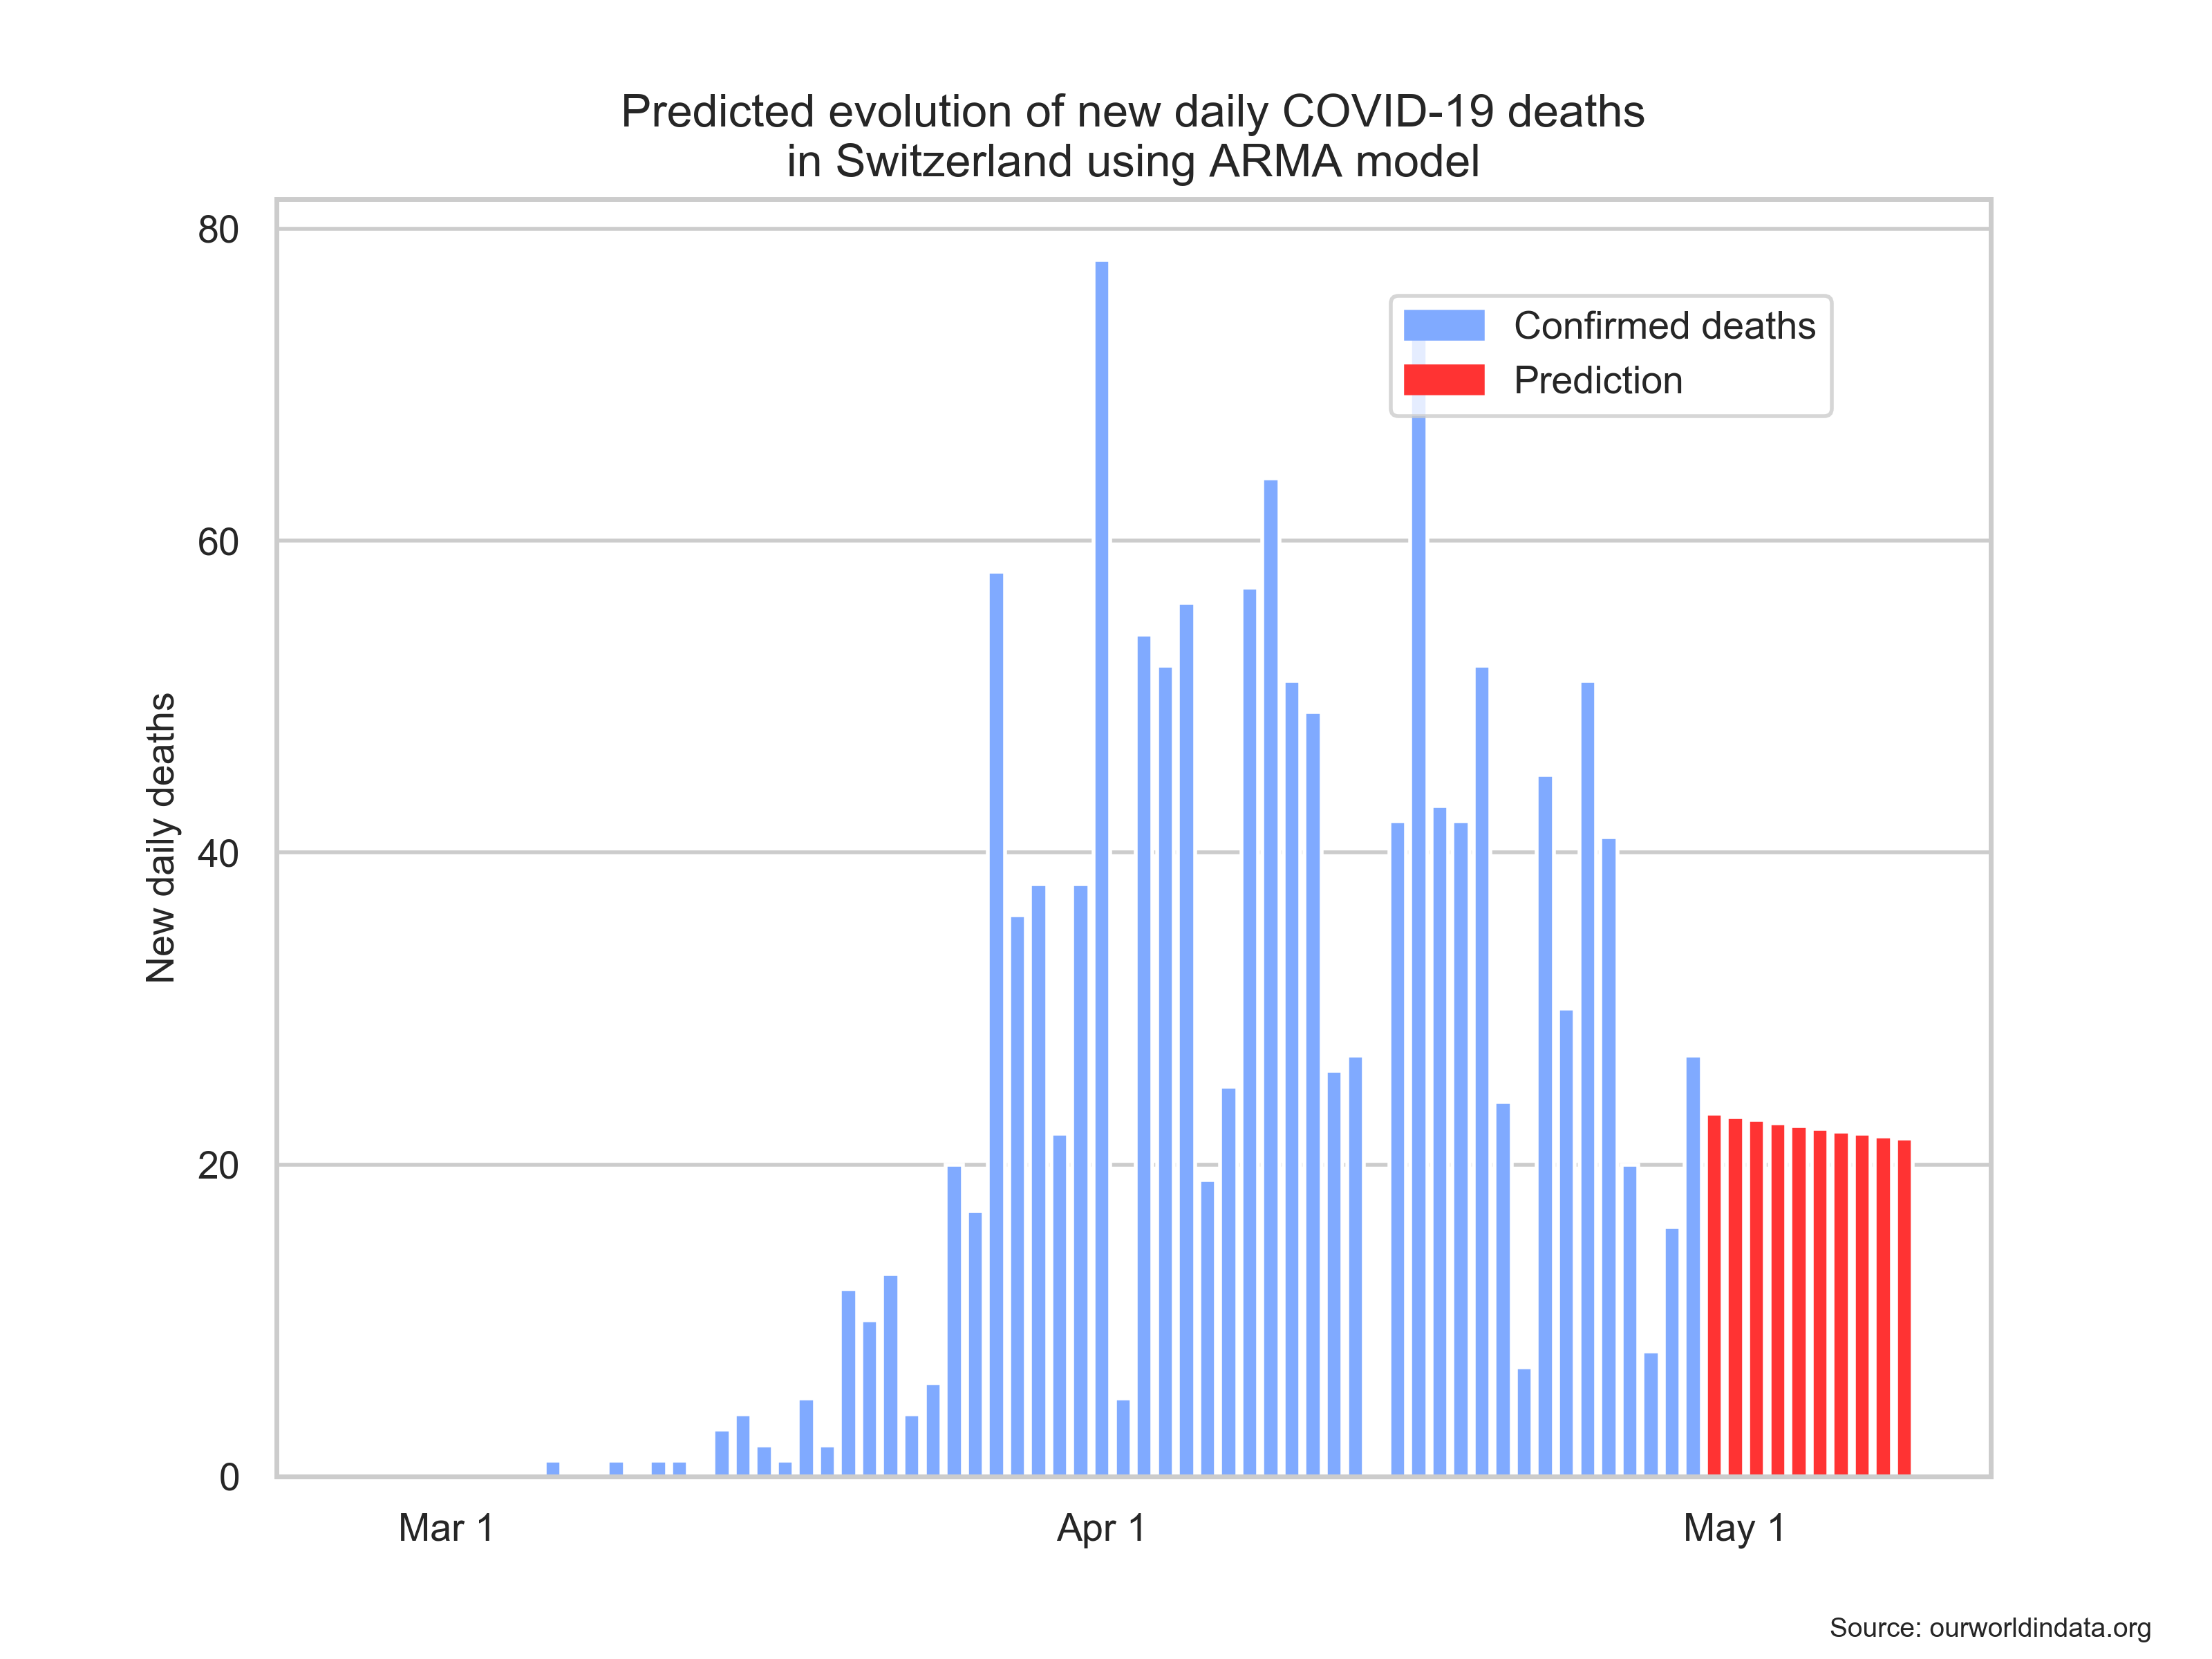 Predicted evolution of new daily COVID-19 deaths
in Switzerland using ARMA model
80
60
40
20
0
New daily deaths
Confirmed deaths
Prediction
Mar 1
Apr 1
May 1
Source: ourworldindata.org